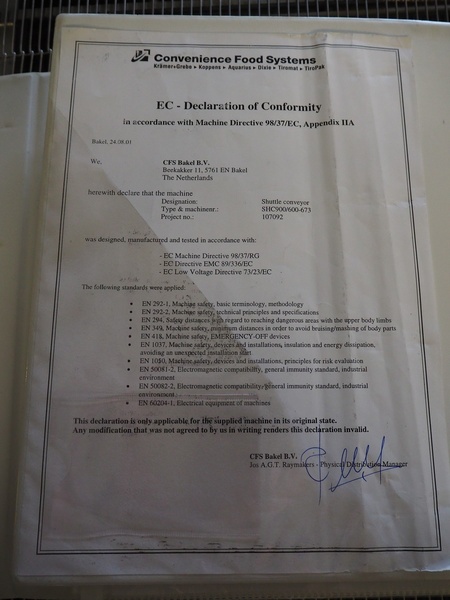 Convenience Food Systems
Krämer+Grebe ▸ Koppens ▸ Aquarius ▸ Dixie ▸ Tiromat ▸ TiroPak
EC - Declaration of Conformity
in accordance with Machine Directive 98/37/EC, Appendix IIA
Bakel, 24.08.01
We, CFS Bakel B.V.
Beekakker 11, 5761 EN Bakel
The Netherlands
herewith declare that the machine
Designation: Shuttle conveyor
Type & machinenr.: SHC900/600-673
Project no.: 107092
was designed, manufactured and tested in accordance with:
- EC Machine Directive 98/37/RG
- EC Directive EMC 89/336/EC
- EC Low Voltage Directive 73/23/EC
The following standards were applied:
• EN 292-1, Machine safety, basic terminology, methodology
• EN 292-2, Machine safety, technical principles and specifications
• EN 294, Safety distances with regard to reaching dangerous areas with the upper body limbs
• EN 349, Machine safety, minimum distances in order to avoid bruising/mashing of body parts
• EN 418, Machine safety, EMERGENCY-OFF devices
• EN 1037, Machine safety, devices and installations, insulation and energy dissipation,
avoiding an unexpected installation start
• EN 1050, Machine safety, devices and installations, principles for risk evaluation
• EN 50081-2, Electromagnetic compatibility, general immunity standard, industrial
environment
• EN 50082-2, Electromagnetic compatibility, general immunity standard, industrial
environment
• EN 60204-1, Electrical equipment of machines
This declaration is only applicable for the supplied machine in its original state.
Any modification that was not agreed to by us in writing renders this declaration invalid.
CFS Bakel B.V.
Jos A.G.T. Raymakers - Physical Distribution Manager